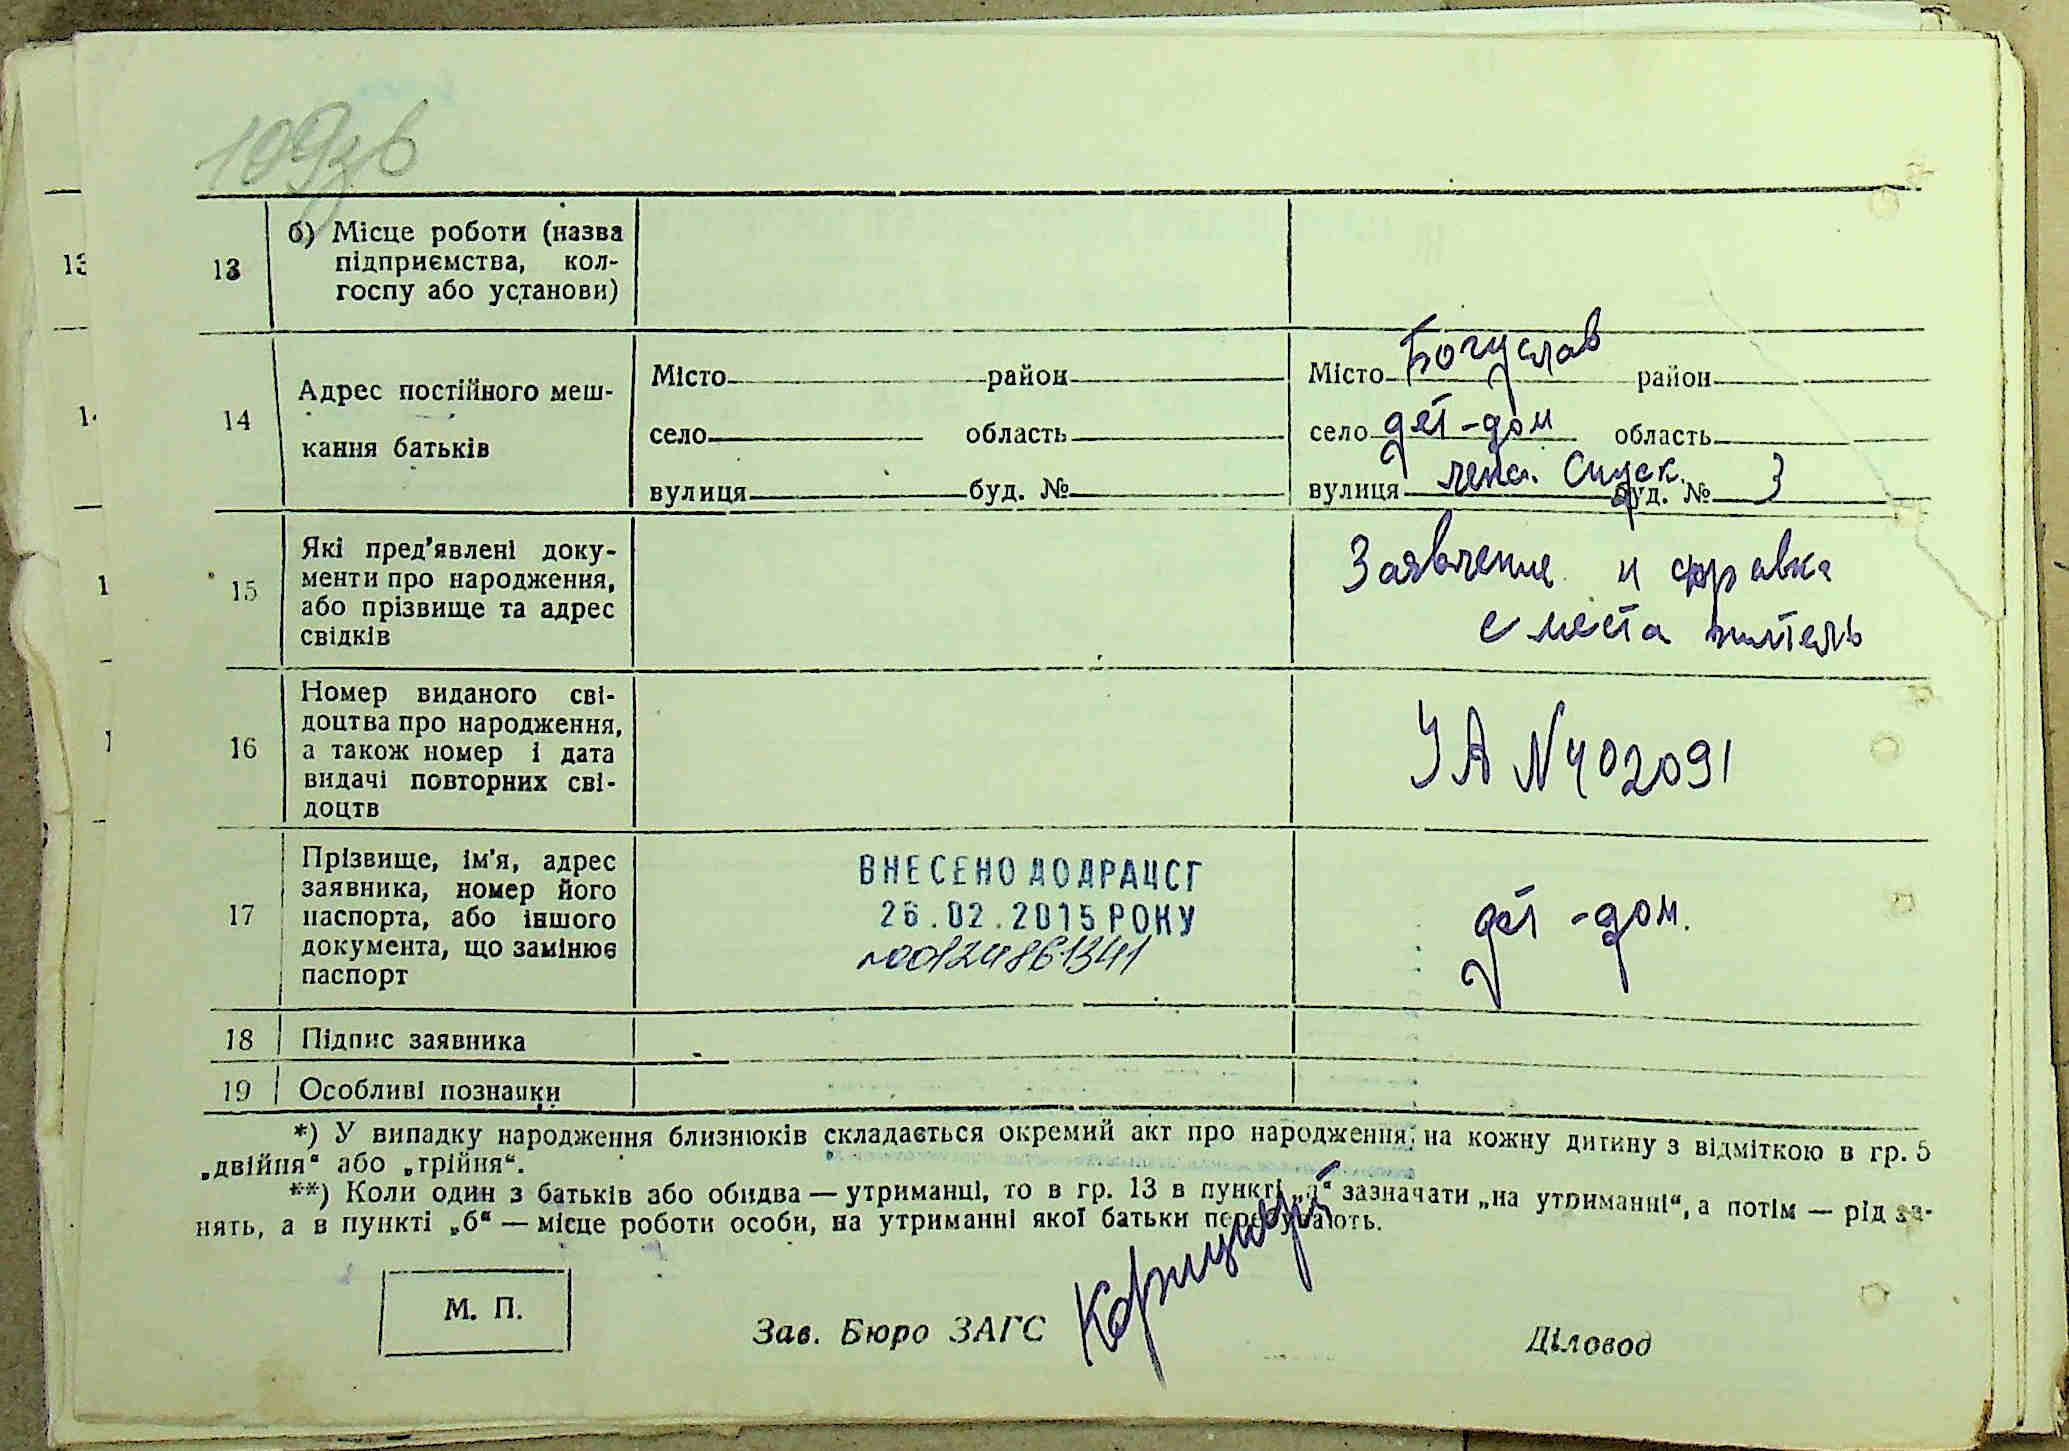 109зв
13
б) Місце роботи (назва
підприємства, кол-
госпу або установи)
14
Адрес постійного меш-
кання батьків
Місто район
село область
вулиця буд. №
Місто Богуслав район
село дет-дом область
вулиця Спуск. буд. № 3
15
Які пред'явлені доку-
менти про народження,
або прізвище та адрес
свідків
Заявление и справка
с места жительь
16
Номер виданого сві-
доцтва про народження,
а також номер і дата
видачі повторних сві-
доцтв
УА N402091
17
Прізвище, ім'я, адрес
заявника, номер його
паспорта, або іншого
документа, що замінює
паспорт
ВНЕСЕНО ДО ДРАЦСГ
26.02.2015 РОКУ
№00124861341
дет-дом.
18
Підпис заявника
19
Особливі познаики
*) У випадку народження близнюків складається окремий акт про народження; на кожну дитину з відміткою в гр. 5
„двійня“ або „трійня“.
**) Коли один з батьків або обидва — утриманці, то в гр. 13 в пункті „а“ зазначати „на утриманні“, а потім — рід за-
нять, а в пункті „б“ — місце роботи особи, на утриманні якої батьки перебувають.
М. П.
Зав. Бюро ЗАГС
Діловод